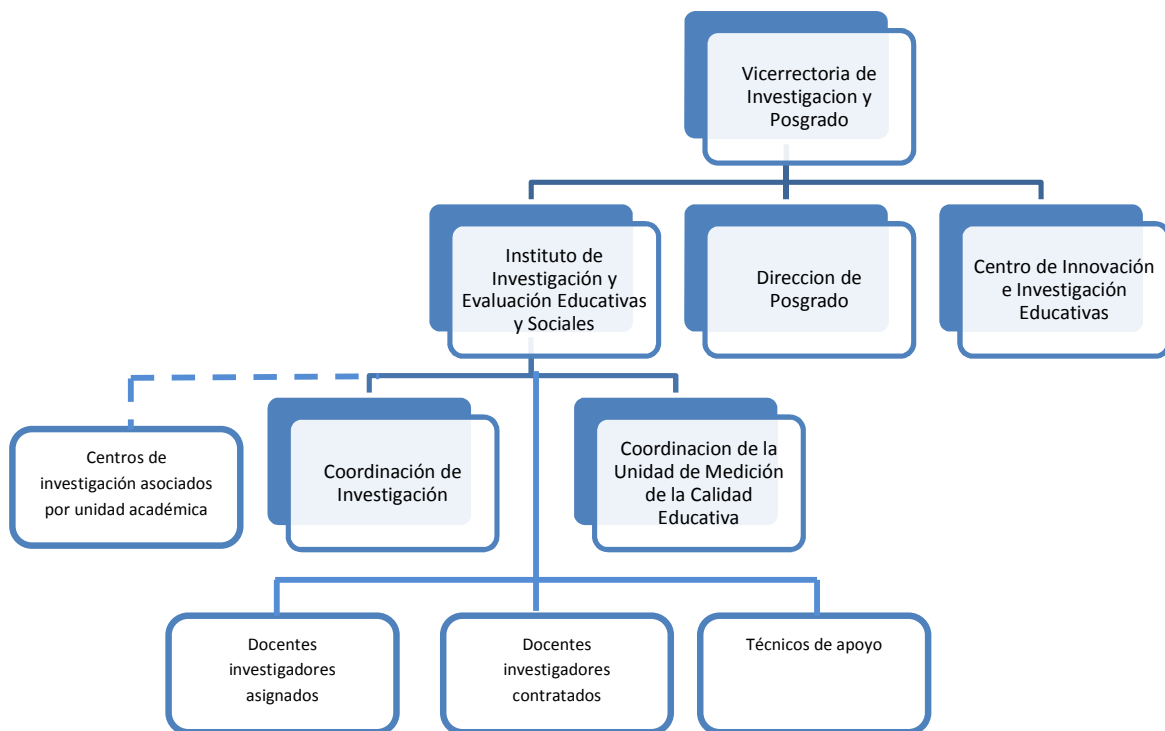 Vicerrectoria de
Investigacion y
Posgrado
Instituto de
Investigación y
Evaluación Educativas
y Sociales
Direccion de
Posgrado
Centro de Innovación
e Investigación
Educativas
Centros de
investigación asociados
por unidad académica
Coordinación de
Investigación
Coordinacion de la
Unidad de Medición
de la Calidad
Educativa
Docentes
investigadores
asignados
Docentes
investigadores
contratados
Técnicos de apoyo